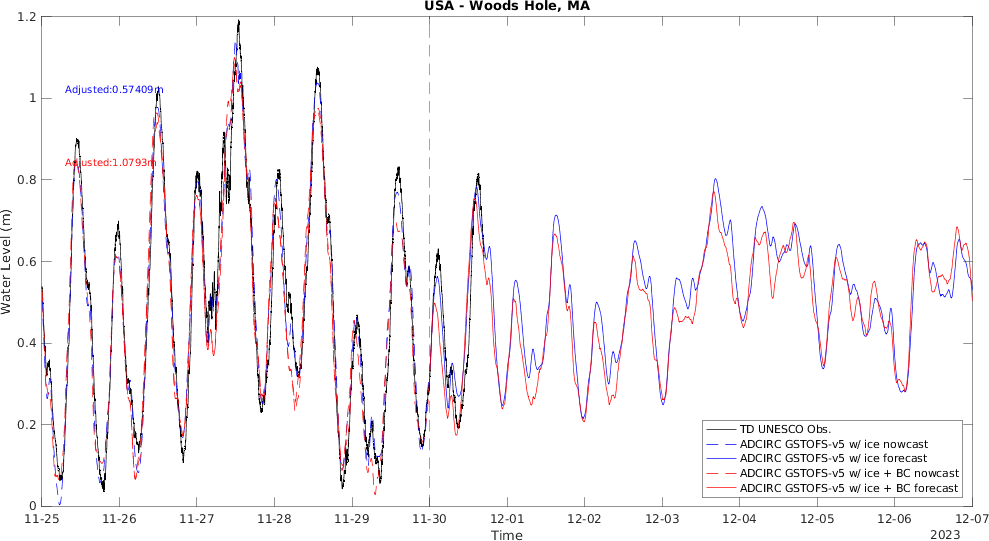 USA - Woods Hole, MA
1.2
1
0.8
0.6
0.4
0.2
0
Water Level (m)
Adjusted:0.57409m
Adjusted:1.0793m
TD UNESCO Obs.
ADCIRC GSTOFS-v5 w/ ice nowcast
ADCIRC GSTOFS-v5 w/ ice forecast
ADCIRC GSTOFS-v5 w/ ice + BC nowcast
ADCIRC GSTOFS-v5 w/ ice + BC forecast
11-25 11-26 11-27 11-28 11-29 11-30 12-01 12-02 12-03 12-04 12-05 12-06 12-07
Time
2023